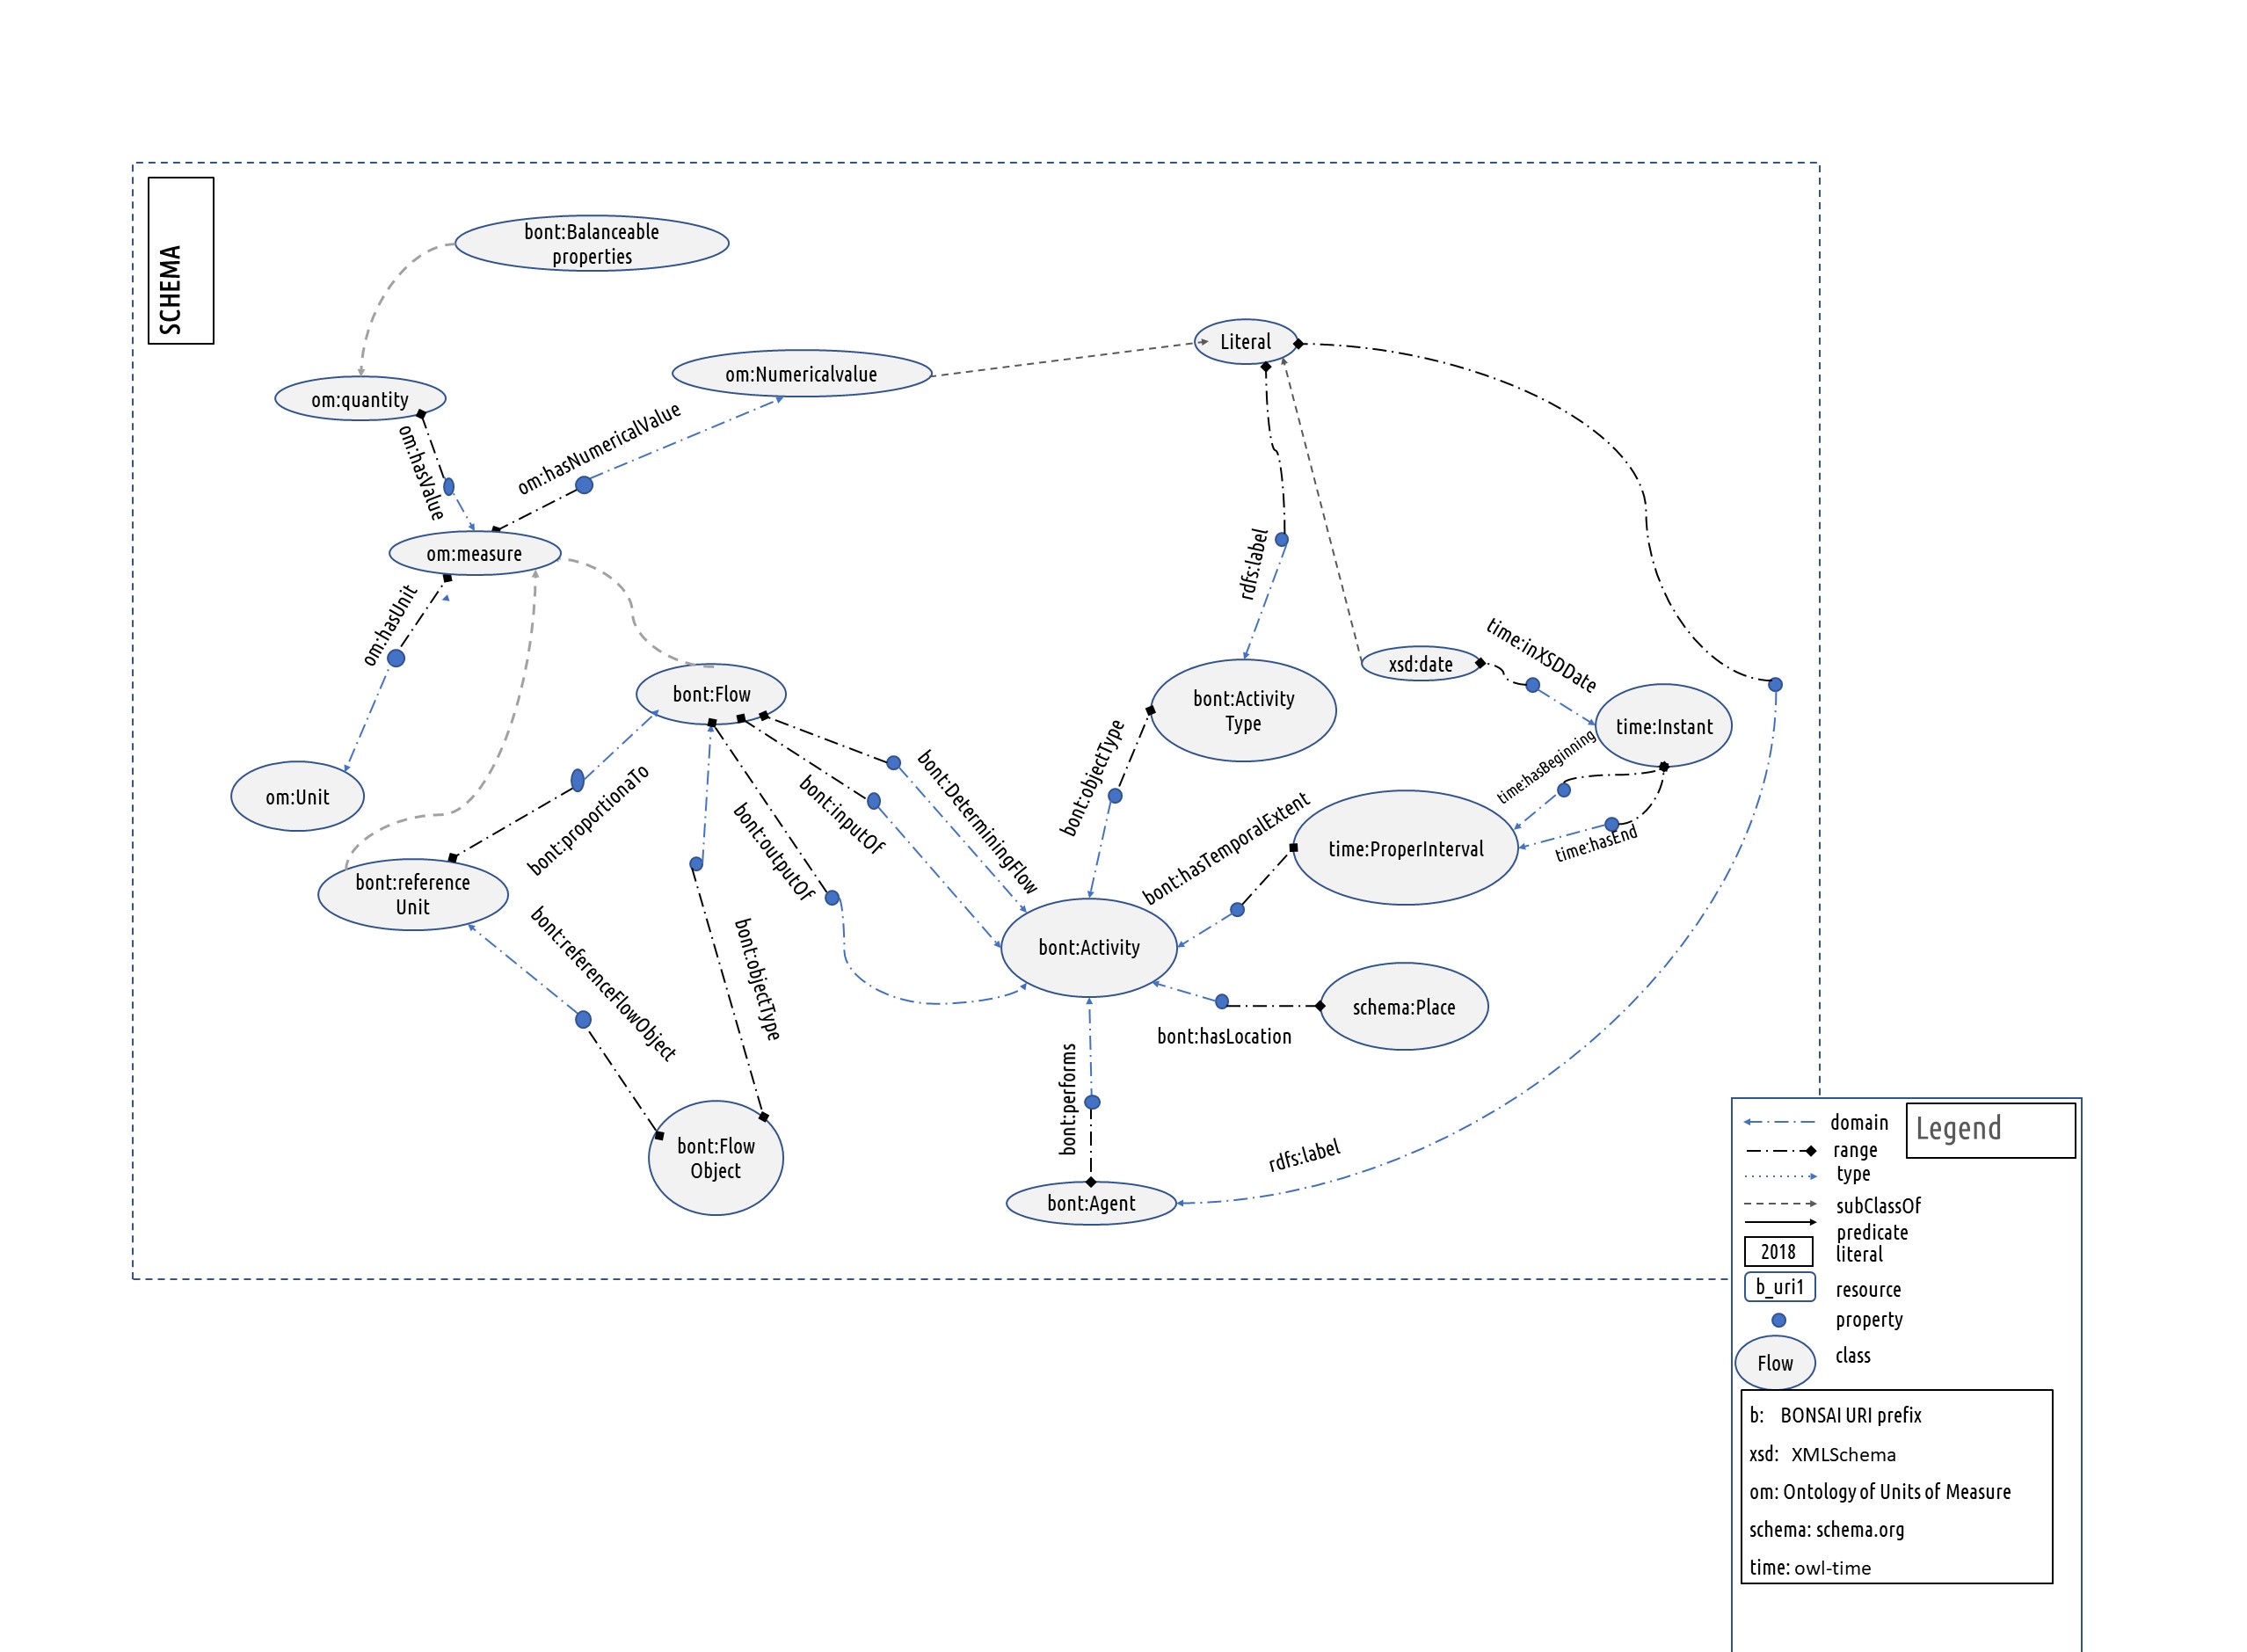 SCHEMA
bont:Balanceable
properties
Literal
om:Numericalvalue
om:quantity
om:hasValue
om:hasNumericalValue
om:measure
rdfs:label
om:hasUnit
time:inXSDDate
xsd:date
bont:Flow
bont:Activity
Type
time:Instant
bont:objectType
time:hasBeginning
om:Unit
bont:proportionaTo
bont:outputOf
bont:inputOf
bont:DeterminingFlow
bont:hasTemporalExtent
time:ProperInterval
time:hasEnd
bont:reference
Unit
bont:referenceFlowObject
bont:objectType
bont:Activity
schema:Place
bont:hasLocation
bont:performs
bont:Flow
Object
bont:Agent
rdfs:label
Legend
domain
range
type
subClassOf
predicate
2018
literal
b_uri1
resource
property
Flow
class
b: BONSAI URI prefix
xsd: XMLSchema
om: Ontology of Units of Measure
schema: schema.org
time: owl-time